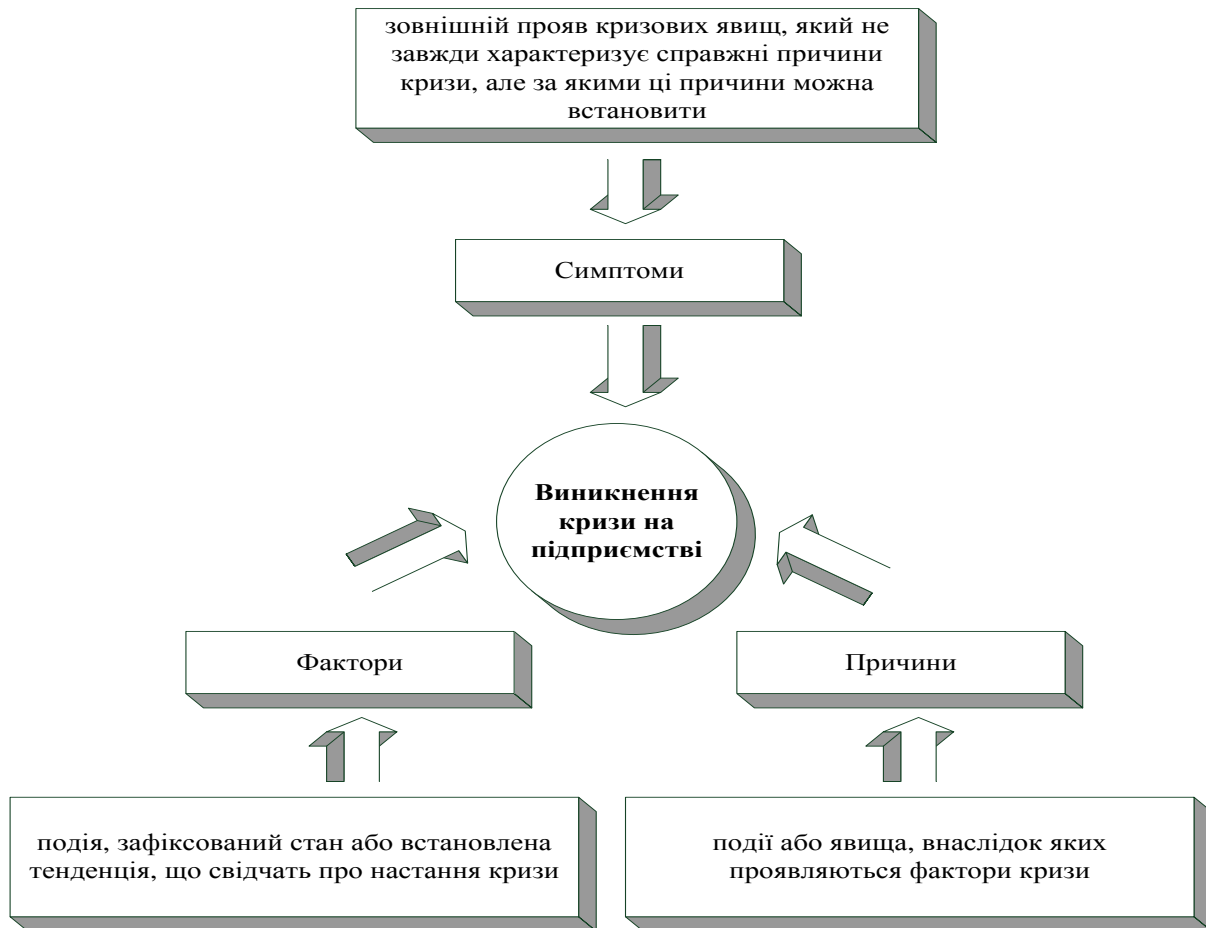 зовнішній прояв кризових явищ, який не
завжди характеризує справжні причини
кризи, але за якими ці причини можна
встановити
Симптоми
Виникнення
кризи на
підприємстві
Фактори
Причини
подія, зафіксований стан або встановлена
тенденція, що свідчать про настання кризи
події або явища, внаслідок яких
проявляються фактори кризи